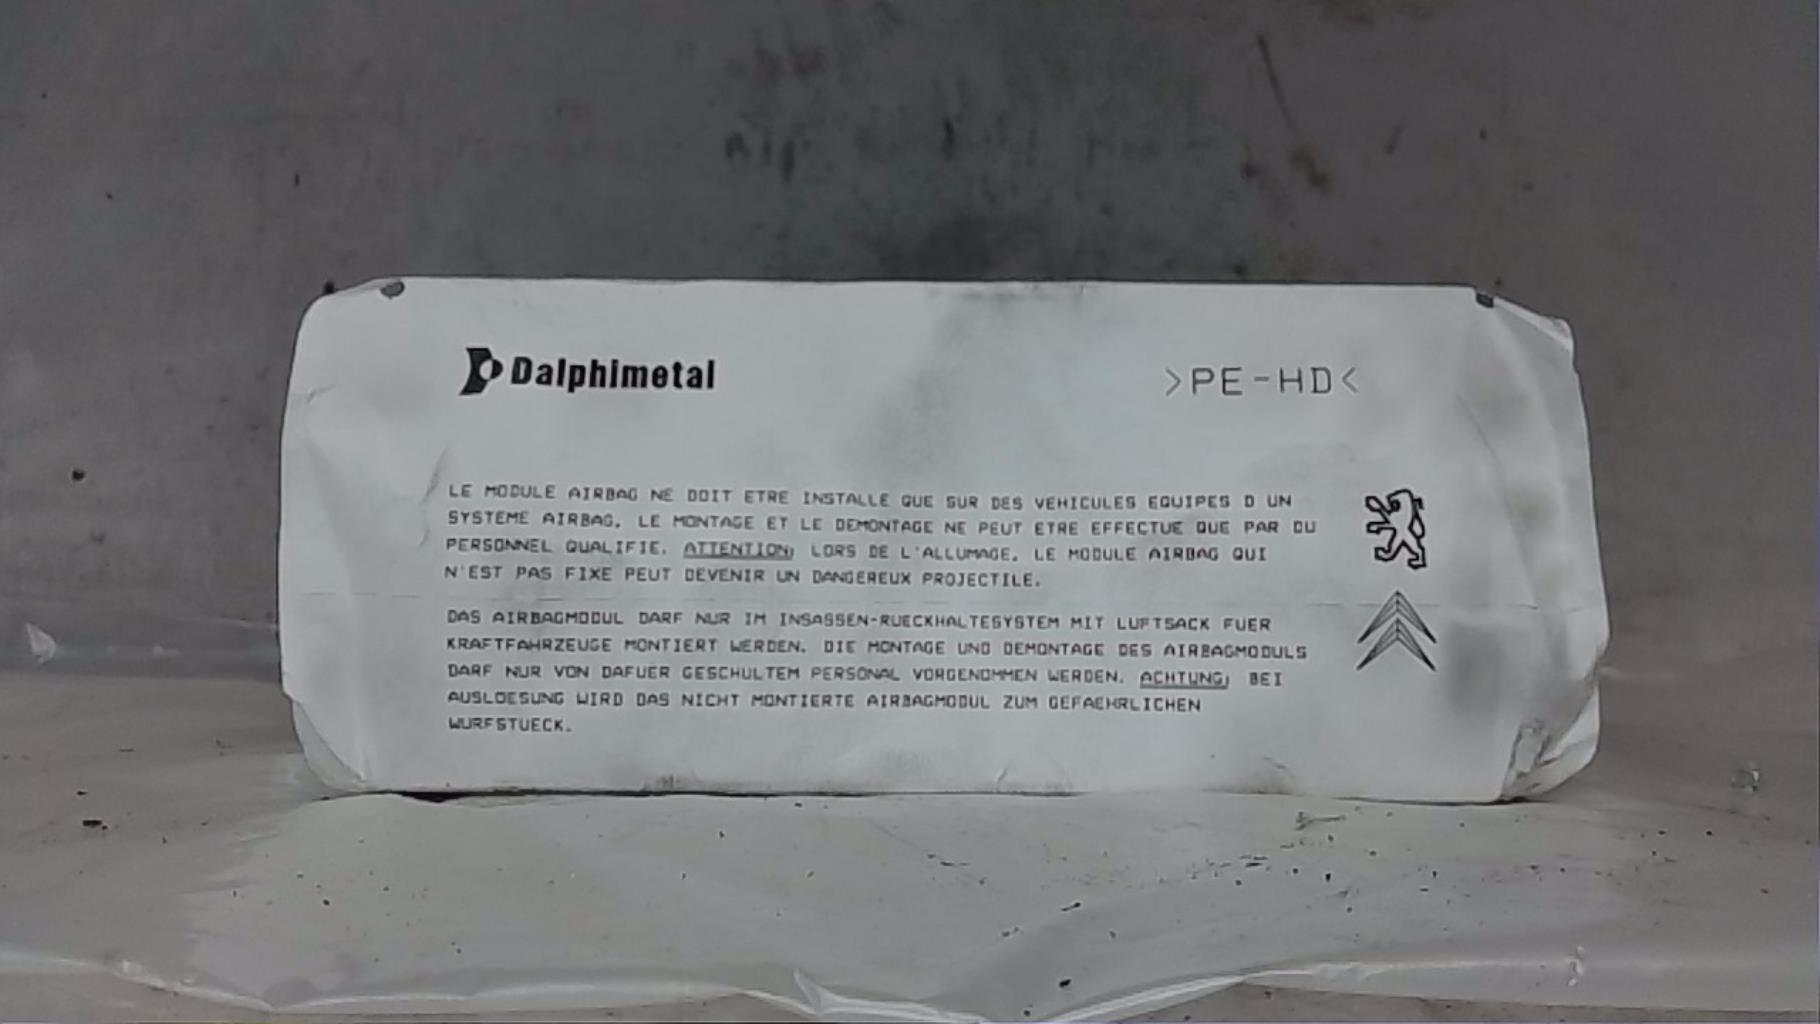 Dalphimetal
>PE-HD<
LE MODULE AIRBAG NE DOIT ETRE INSTALLE QUE SUR DES VEHICULES EQUIPES D UN
SYSTEME AIRBAG. LE MONTAGE ET LE DEMONTAGE NE PEUT ETRE EFFECTUE QUE PAR DU
PERSONNEL QUALIFIE. ATTENTION; LORS DE L'ALLUMAGE, LE MODULE AIRBAG QUI
N'EST PAS FIXE PEUT DEVENIR UN DANGEREUX PROJECTILE.
DAS AIRBAGMODUL DARF NUR IM INSASSEN-RUECKHALTESYSTEM MIT LUFTSACK FUER
KRAFTFAHRZEUGE MONTIERT WERDEN. DIE MONTAGE UND DEMONTAGE DES AIRBAGMODULS
DARF NUR VON DAFUER GESCHULTEM PERSONAL VORGENOMMEN WERDEN. ACHTUNG; BEI
AUSLOESUNG WIRD DAS NICHT MONTIERTE AIRBAGMODUL ZUM GEFAEHRLICHEN
WURFSTUECK.